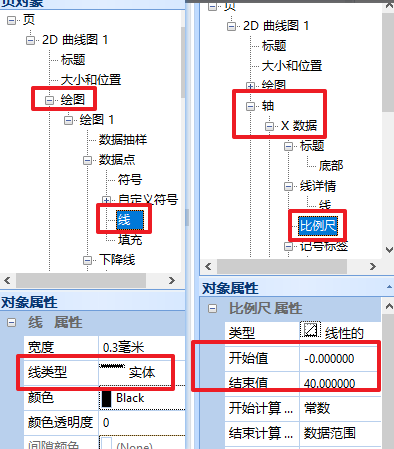 页对象
页
2D 曲线图 1
标题
大小和位置
绘图
绘图 1
数据抽样
数据点
符号
自定义符号
线
填充
下降线
对象属性
线 属性
宽度 0.3毫米
线类型 实体
颜色 Black
颜色透明度 0
间隙颜色 (None)
页
2D 曲线图 1
标题
大小和位置
绘图
轴
X 数据
标题
底部
线详情
线
比例尺
记号标签
对象属性
比例尺 属性
类型 线性的
开始值 -0.000000
结束值 40.000000
开始计算 ... 常数
结束计算 ... 数据范围